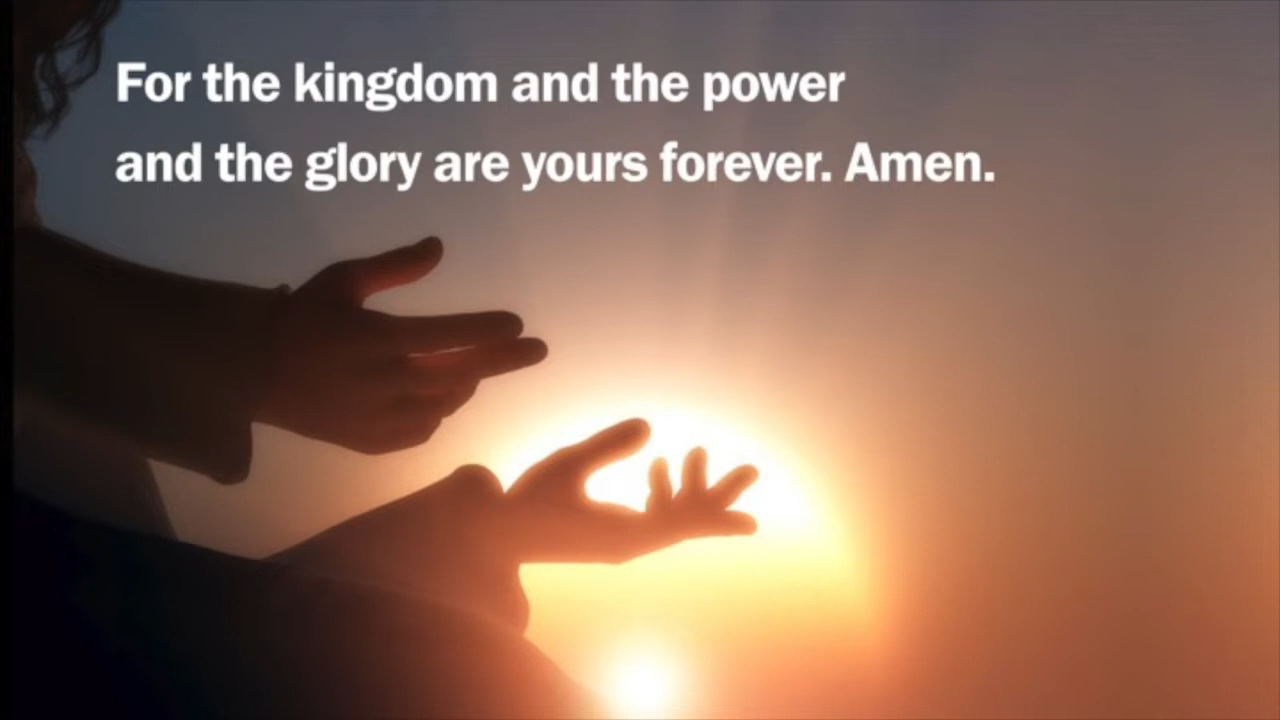 For the kingdom and the power
and the glory are yours forever. Amen.